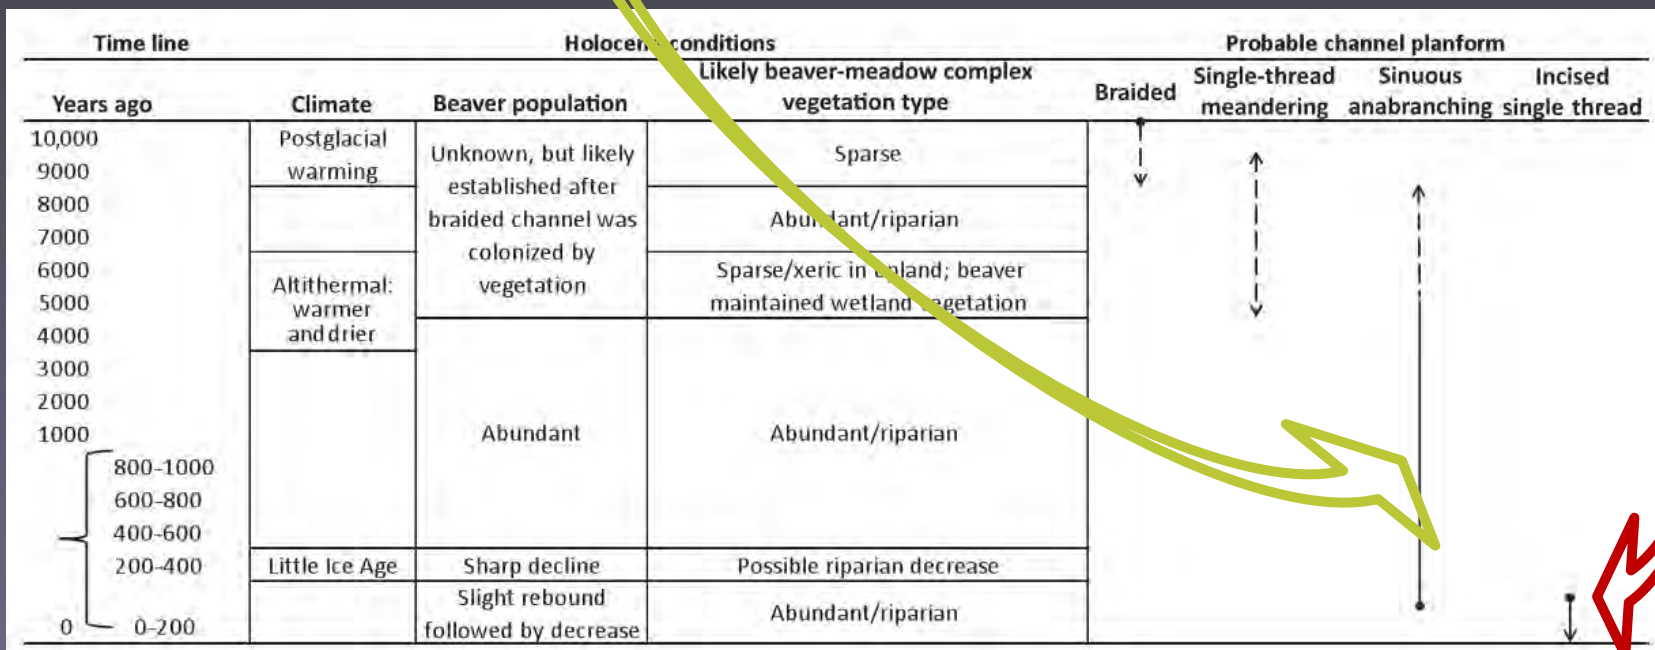 Time line Holocene conditions Probable channel planform
Years ago Climate Beaver population Likely beaver-meadow complex
vegetation type Braided Single-thread
meandering Sinuous
anabranching Incised
single thread
10,000
9000
8000
7000
6000
5000
4000
3000
2000
1000
800-1000
600-800
400-600
200-400
0 0-200
Postglacial
warming
Altithermal:
warmer
and drier
Little Ice Age
Unknown, but likely
established after
braided channel was
colonized by
vegetation
Abundant
Sharp decline
Slight rebound
followed by decrease
Sparse
Abundant/riparian
Sparse/xeric in upland; beaver
maintained wetland vegetation
Abundant/riparian
Possible riparian decrease
Abundant/riparian